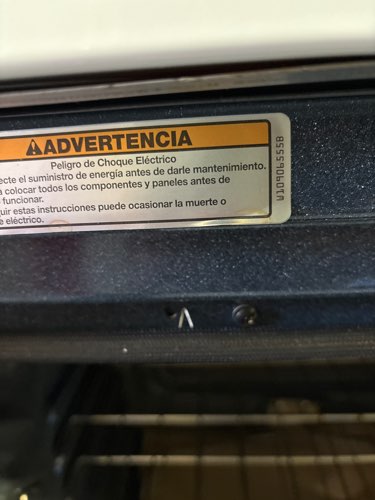 ADVERTENCIA
Peligro de Choque Eléctrico
ecte el suministro de energía antes de darle mantenimiento.
a colocar todos los componentes y paneles antes de
funcionar.
uir estas instrucciones puede ocasionar la muerte o
e eléctrico.
W10906555B